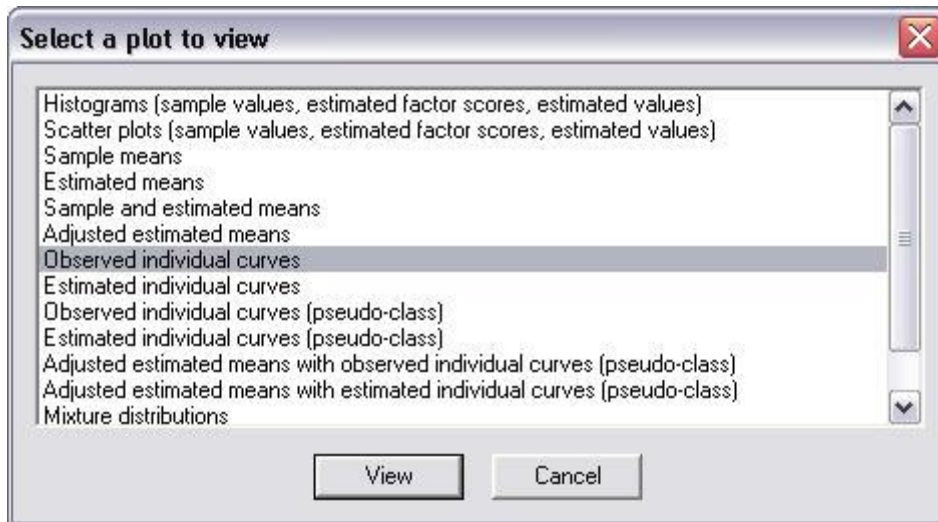 Select a plot to view
Histograms (sample values, estimated factor scores, estimated values)
Scatter plots (sample values, estimated factor scores, estimated values)
Sample means
Estimated means
Sample and estimated means
Adjusted estimated means
Observed individual curves
Estimated individual curves
Observed individual curves (pseudo-class)
Estimated individual curves (pseudo-class)
Adjusted estimated means with observed individual curves (pseudo-class)
Adjusted estimated means with estimated individual curves (pseudo-class)
Mixture distributions
View Cancel